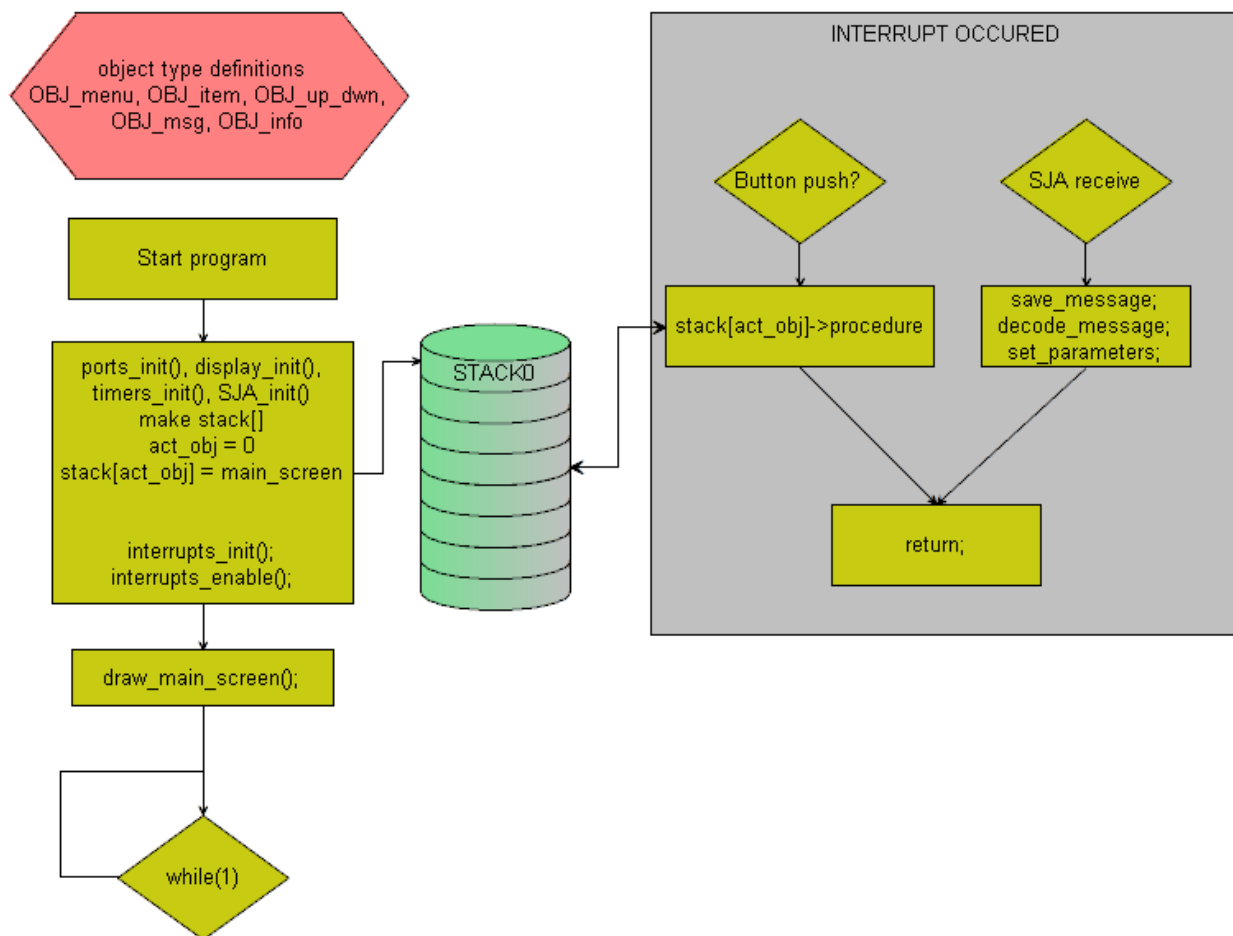 object type definitions
OBJ_menu, OBJ_item, OBJ_up_dwn,
OBJ_msg, OBJ_info
Start program
ports_init(), display_init(),
timers_init(), SJA_init()
make stack[]
act_obj = 0
stack[act_obj] = main_screen
interrupts_init();
interrupts_enable();
draw_main_screen();
while(1)
STACK[]
INTERRUPT OCCURED
Button push?
SJA receive
stack[act_obj]->procedure
save_message;
decode_message;
set_parameters;
return;